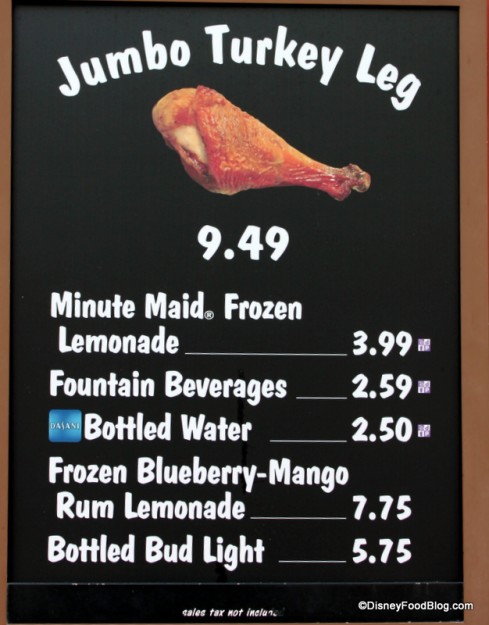 Jumbo Turkey Leg
9.49
Minute Maid® Frozen
Lemonade 3.99
Fountain Beverages 2.59
DASANI Bottled Water 2.50
Frozen Blueberry-Mango
Rum Lemonade 7.75
Bottled Bud Light 5.75
sales tax not included
©DisneyFoodBlog.com